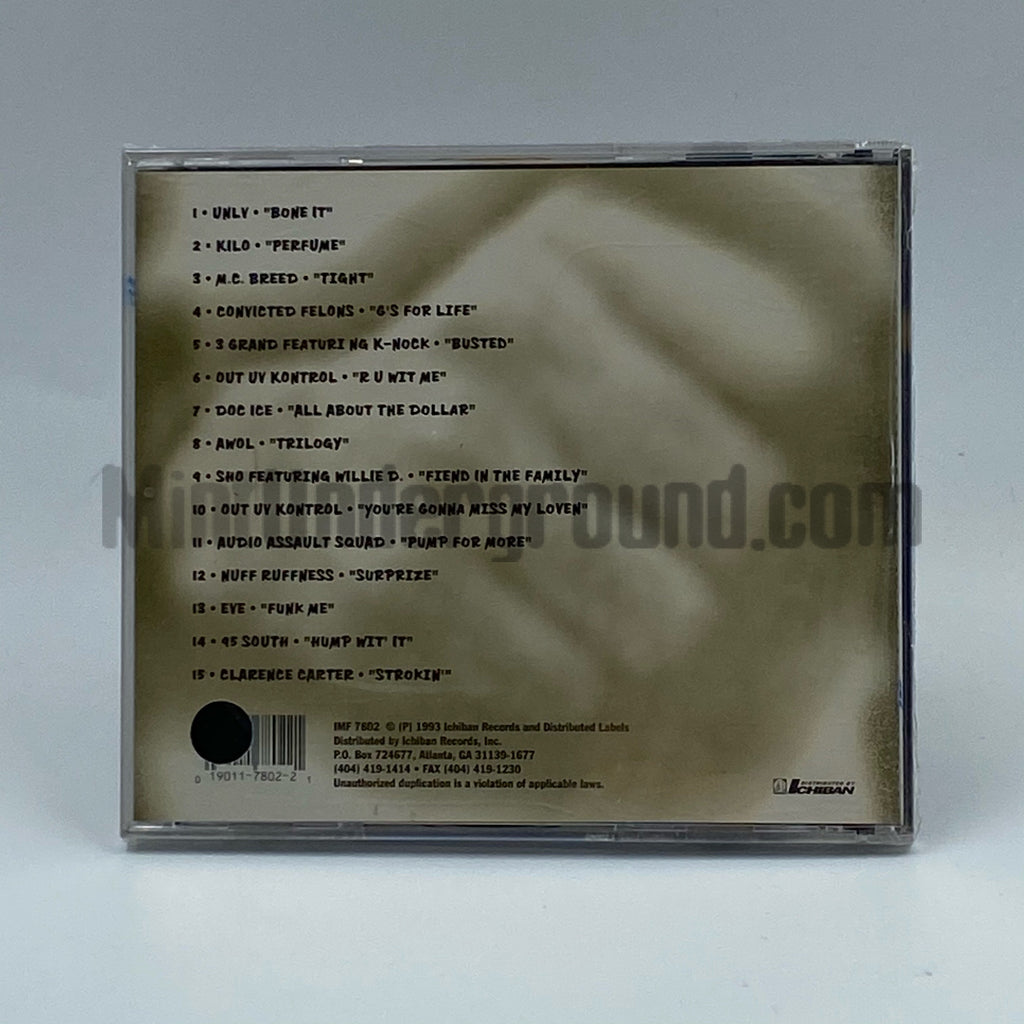 1 • UNLV • "BONE IT"
2 • KILO • "PERFUME"
3 • M.C. BREED • "TIGHT"
4 • CONVICTED FELONS • "G'S FOR LIFE"
5 • 3 GRAND FEATURI NG K-NOCK • "BUSTED"
6 • OUT UV KONTROL • "R U WIT ME"
7 • DOC ICE • "ALL ABOUT THE DOLLAR"
8 • AWOL • "TRILOGY"
9 • SHO FEATURING WILLIE D. • "FIEND IN THE FAMILY"
MindUnderground.com
10 • OUT UV KONTROL • "YOU'RE GONNA MISS MY LOVEN"
11 • AUDIO ASSAULT SQUAD • "PUMP FOR MORE"
12 • NUFF RUFFNESS • "SURPRIZE"
13 • EYE • "FUNK ME"
14 • 95 SOUTH • "HUMP WIT' IT"
15 • CLARENCE CARTER • "STROKIN'"
IMF 7802 © (P) 1993 Ichiban Records and Distributed Labels
Distributed by Ichiban Records, Inc.
P.O. Box 724677, Atlanta, GA 31139-1677
(404) 419-1414 • FAX (404) 419-1230
Unauthorized duplication is a violation of applicable laws.
0 19011-7802-2 1
DISTRIBUTED BY
ICHIBAN